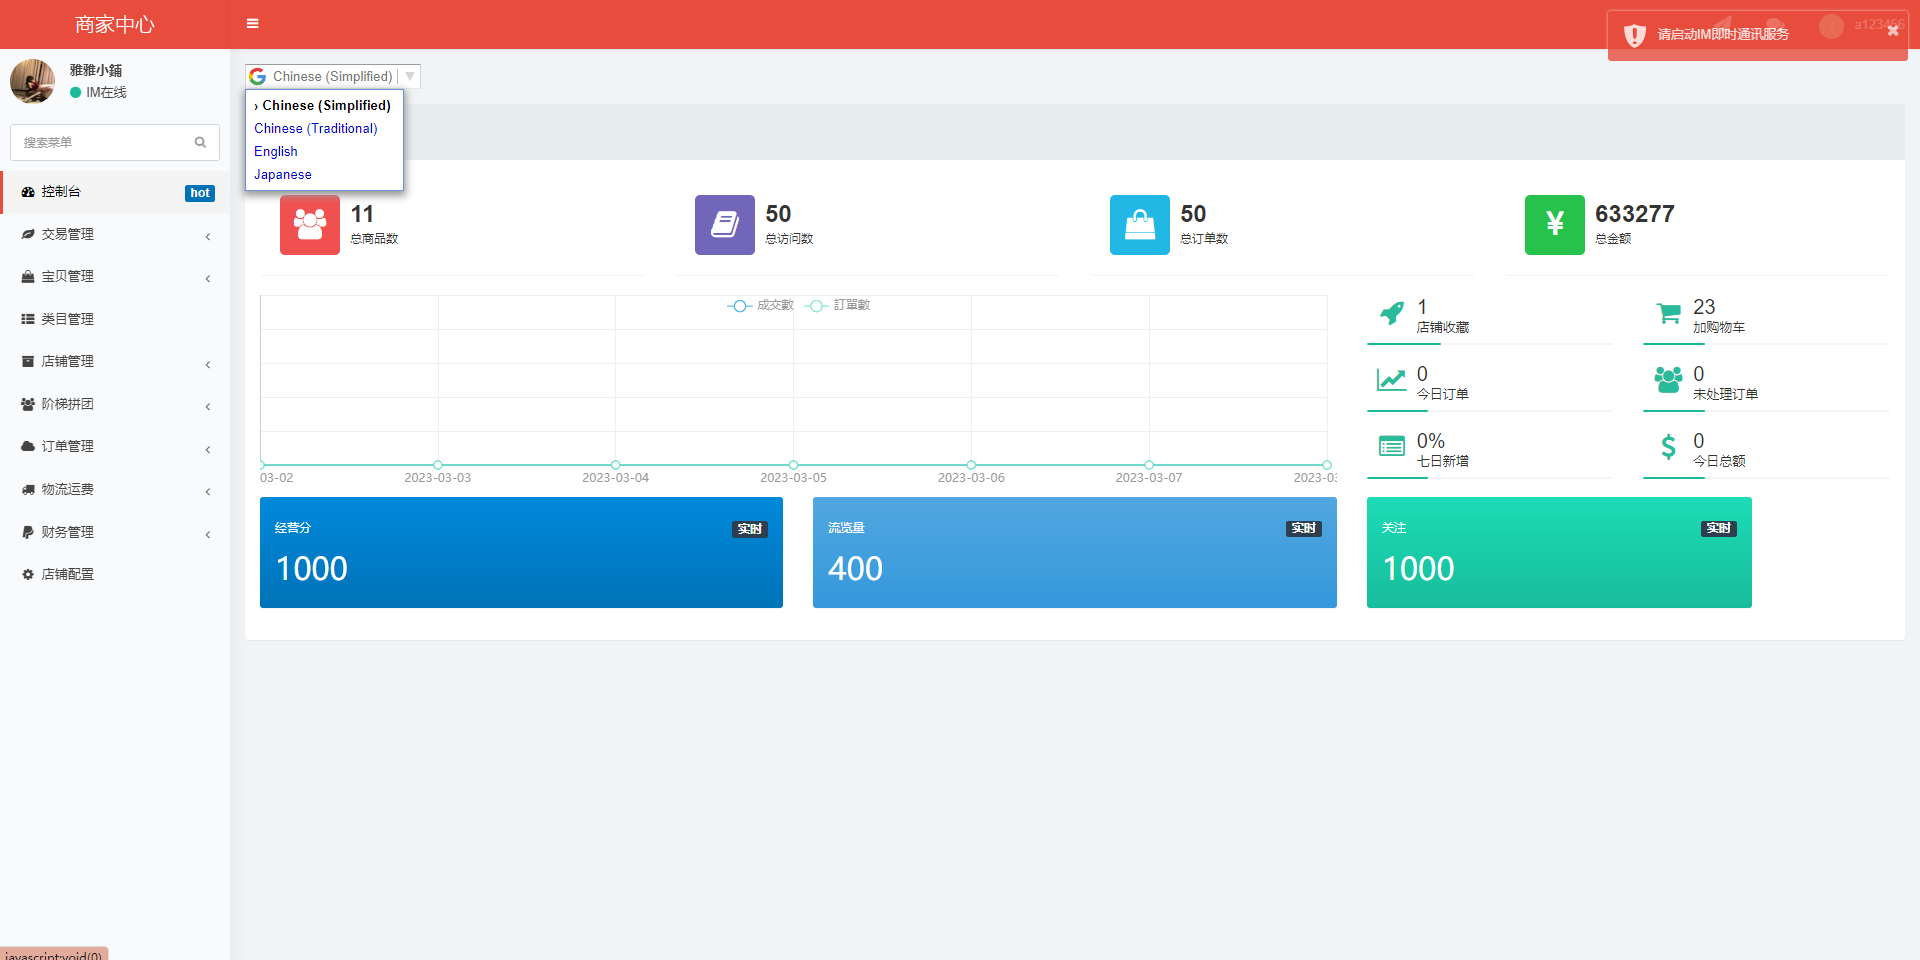 商家中心
请启动IM即时通讯服务
a123456
雅雅小鋪
IM在线
搜索菜单
控制台
hot
交易管理
宝贝管理
类目管理
店铺管理
阶梯拼团
订单管理
物流运费
财务管理
店铺配置
Chinese (Simplified)
› Chinese (Simplified)
Chinese (Traditional)
English
Japanese
11
总商品数
50
总访问数
50
总订单数
633277
总金额
成交數 訂單數
03-02 2023-03-03 2023-03-04 2023-03-05 2023-03-06 2023-03-07 2023-03
1
店铺收藏
23
加购物车
0
今日订单
0
未处理订单
0%
七日新增
0
今日总额
经营分 实时
1000
流览量 实时
400
关注 实时
1000
javascript:void(0)